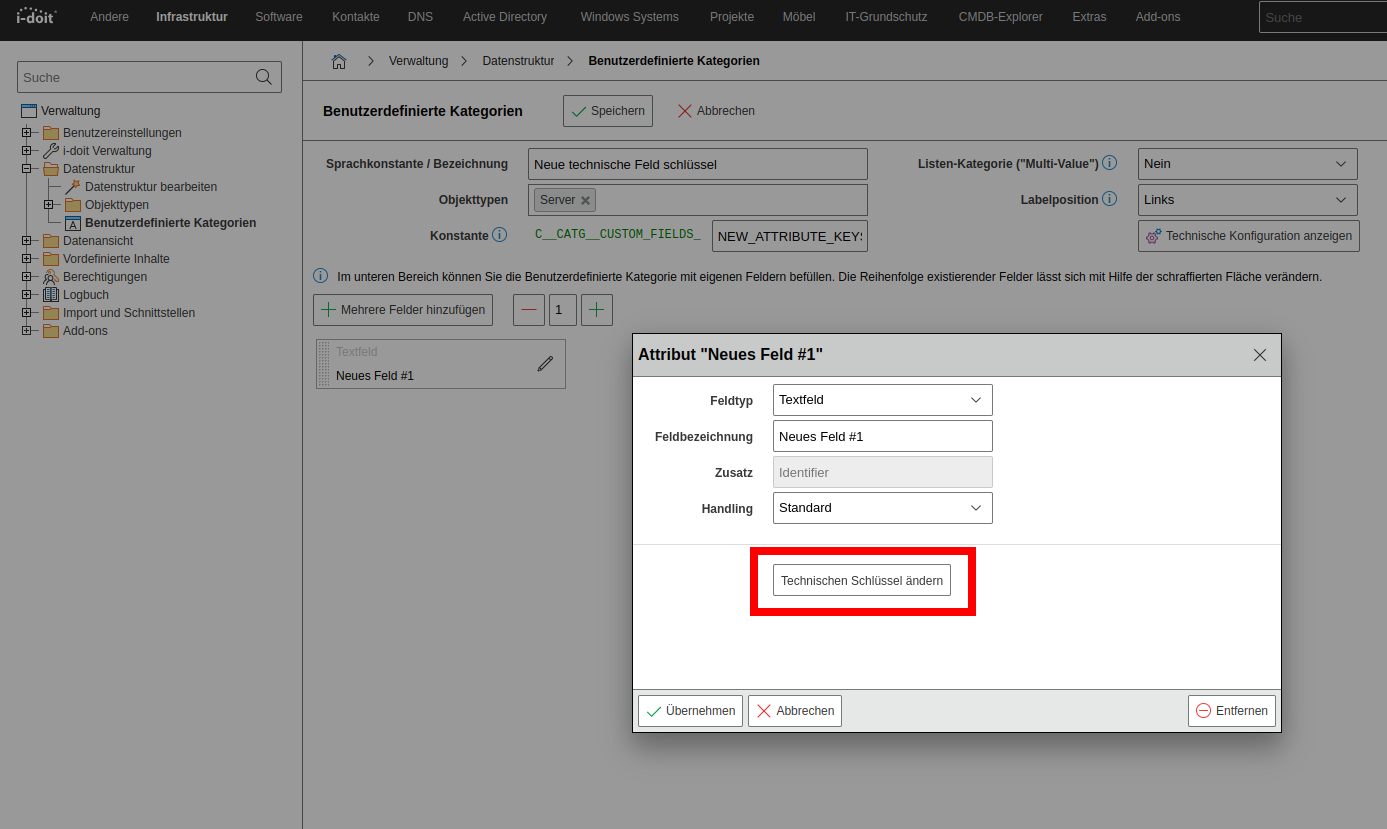 i-doit Andere Infrastruktur Software Kontakte DNS Active Directory Windows Systems Projekte Möbel IT-Grundschutz CMDB-Explorer Extras Add-ons Suche
Suche
Verwaltung
Benutzereinstellungen
i-doit Verwaltung
Datenstruktur
Datenstruktur bearbeiten
Objekttypen
Benutzerdefinierte Kategorien
Datenansicht
Vordefinierte Inhalte
Berechtigungen
Logbuch
Import und Schnittstellen
Add-ons
Verwaltung Datenstruktur Benutzerdefinierte Kategorien
Benutzerdefinierte Kategorien Speichern Abbrechen
Sprachkonstante / Bezeichnung Neue technische Feld schlüssel Listen-Kategorie ("Multi-Value") Nein
Objekttypen Server Labelposition Links
Konstante C__CATG__CUSTOM_FIELDS_ NEW_ATTRIBUTE_KEYS Technische Konfiguration anzeigen
Im unteren Bereich können Sie die Benutzerdefinierte Kategorie mit eigenen Feldern befüllen. Die Reihenfolge existierender Felder lässt sich mit Hilfe der schraffierten Fläche verändern.
Mehrere Felder hinzufügen 1
Textfeld
Neues Feld #1
Attribut "Neues Feld #1"
Feldtyp Textfeld
Feldbezeichnung Neues Feld #1
Zusatz Identifier
Handling Standard
Technischen Schlüssel ändern
Übernehmen Abbrechen Entfernen